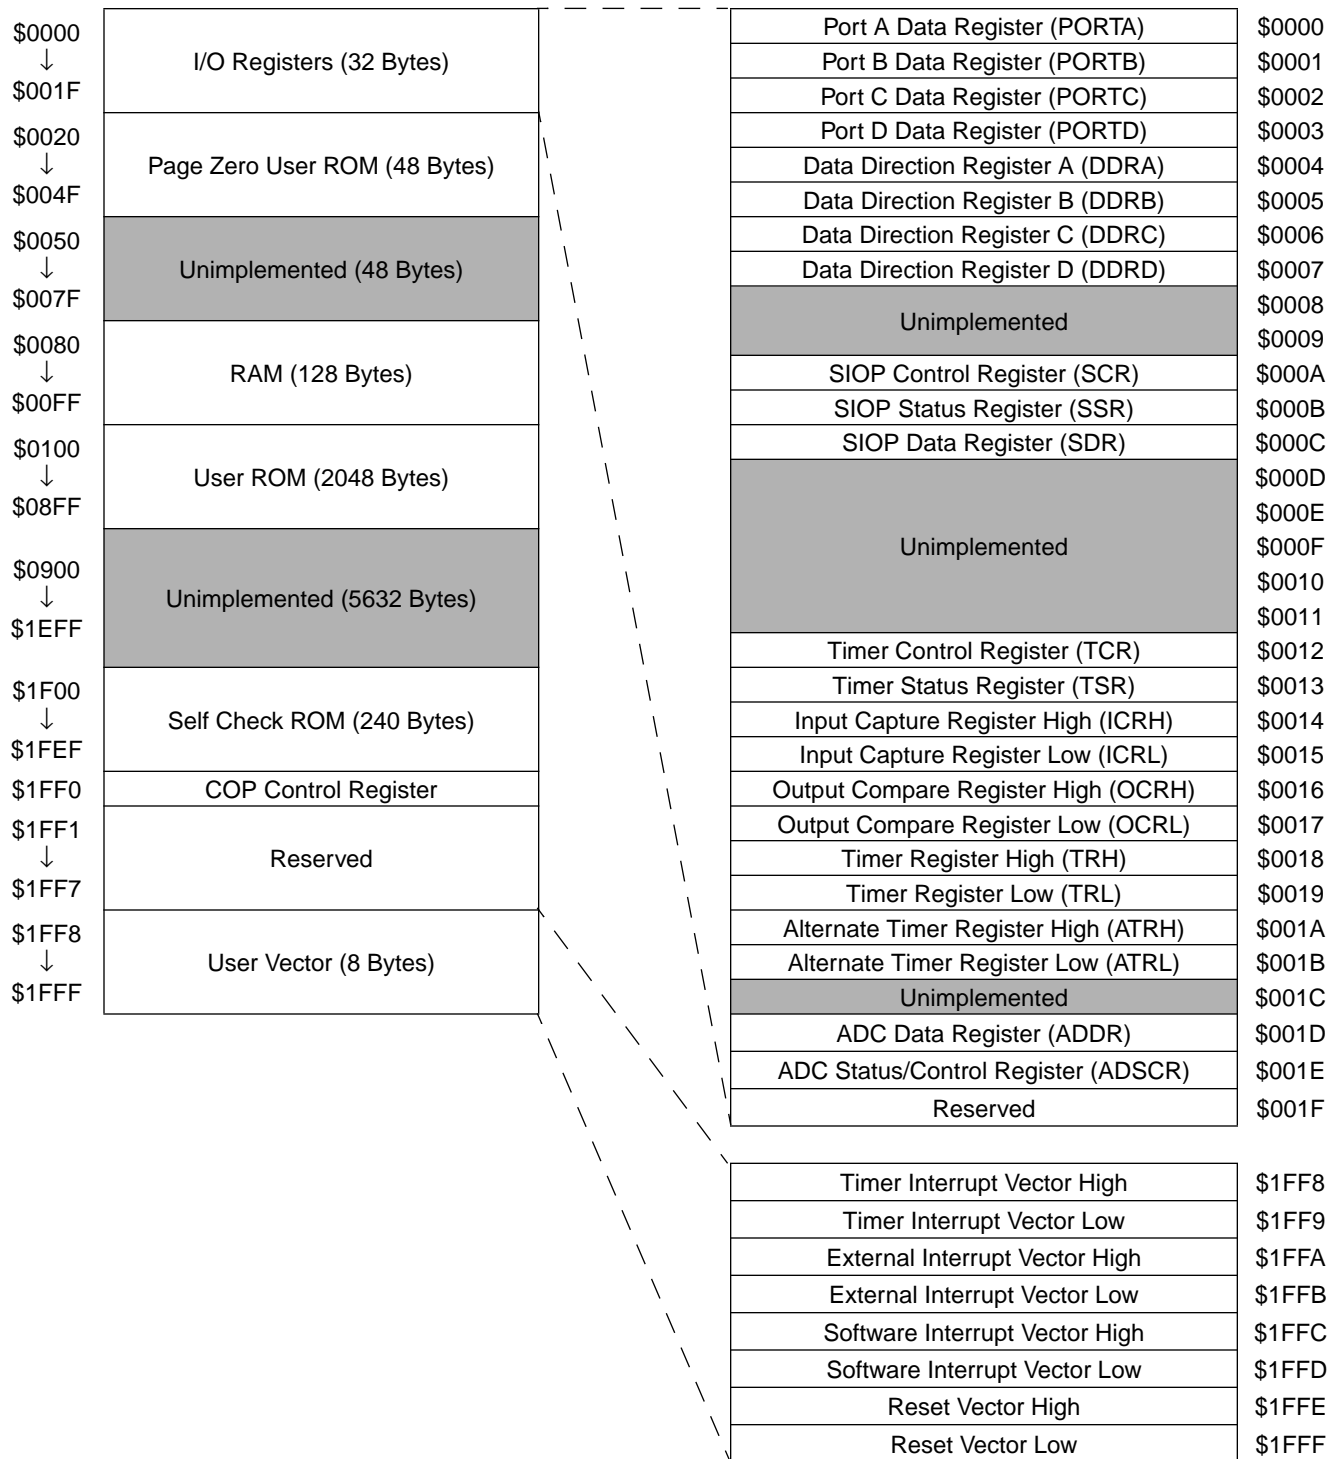 $0000
↓
$001F
I/O Registers (32 Bytes)
$0020
↓
$004F
Page Zero User ROM (48 Bytes)
$0050
↓
$007F
Unimplemented (48 Bytes)
$0080
↓
$00FF
RAM (128 Bytes)
$0100
↓
$08FF
User ROM (2048 Bytes)
$0900
↓
$1EFF
Unimplemented (5632 Bytes)
$1F00
↓
$1FEF
Self Check ROM (240 Bytes)
$1FF0
COP Control Register
$1FF1
↓
$1FF7
Reserved
$1FF8
↓
$1FFF
User Vector (8 Bytes)
Port A Data Register (PORTA) $0000
Port B Data Register (PORTB) $0001
Port C Data Register (PORTC) $0002
Port D Data Register (PORTD) $0003
Data Direction Register A (DDRA) $0004
Data Direction Register B (DDRB) $0005
Data Direction Register C (DDRC) $0006
Data Direction Register D (DDRD) $0007
Unimplemented
$0008
$0009
SIOP Control Register (SCR) $000A
SIOP Status Register (SSR) $000B
SIOP Data Register (SDR) $000C
Unimplemented
$000D
$000E
$000F
$0010
$0011
Timer Control Register (TCR) $0012
Timer Status Register (TSR) $0013
Input Capture Register High (ICRH) $0014
Input Capture Register Low (ICRL) $0015
Output Compare Register High (OCRH) $0016
Output Compare Register Low (OCRL) $0017
Timer Register High (TRH) $0018
Timer Register Low (TRL) $0019
Alternate Timer Register High (ATRH) $001A
Alternate Timer Register Low (ATRL) $001B
Unimplemented $001C
ADC Data Register (ADDR) $001D
ADC Status/Control Register (ADSCR) $001E
Reserved $001F
Timer Interrupt Vector High $1FF8
Timer Interrupt Vector Low $1FF9
External Interrupt Vector High $1FFA
External Interrupt Vector Low $1FFB
Software Interrupt Vector High $1FFC
Software Interrupt Vector Low $1FFD
Reset Vector High $1FFE
Reset Vector Low $1FFF